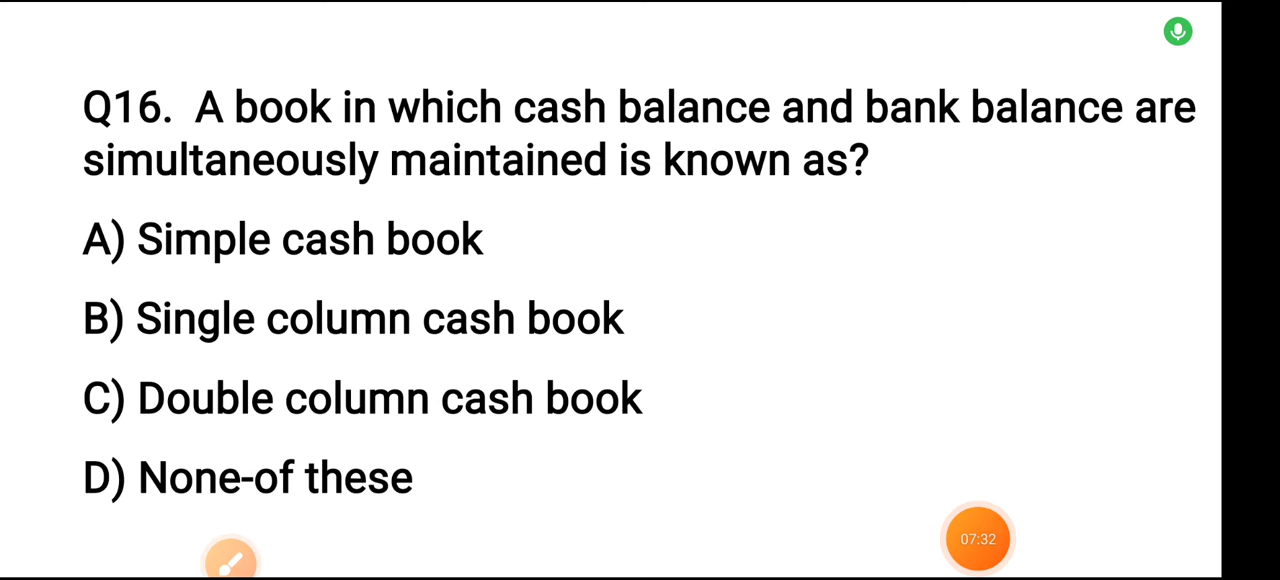 Q16. A book in which cash balance and bank balance are
simultaneously maintained is known as?
A) Simple cash book
B) Single column cash book
C) Double column cash book
D) None-of these
07:32